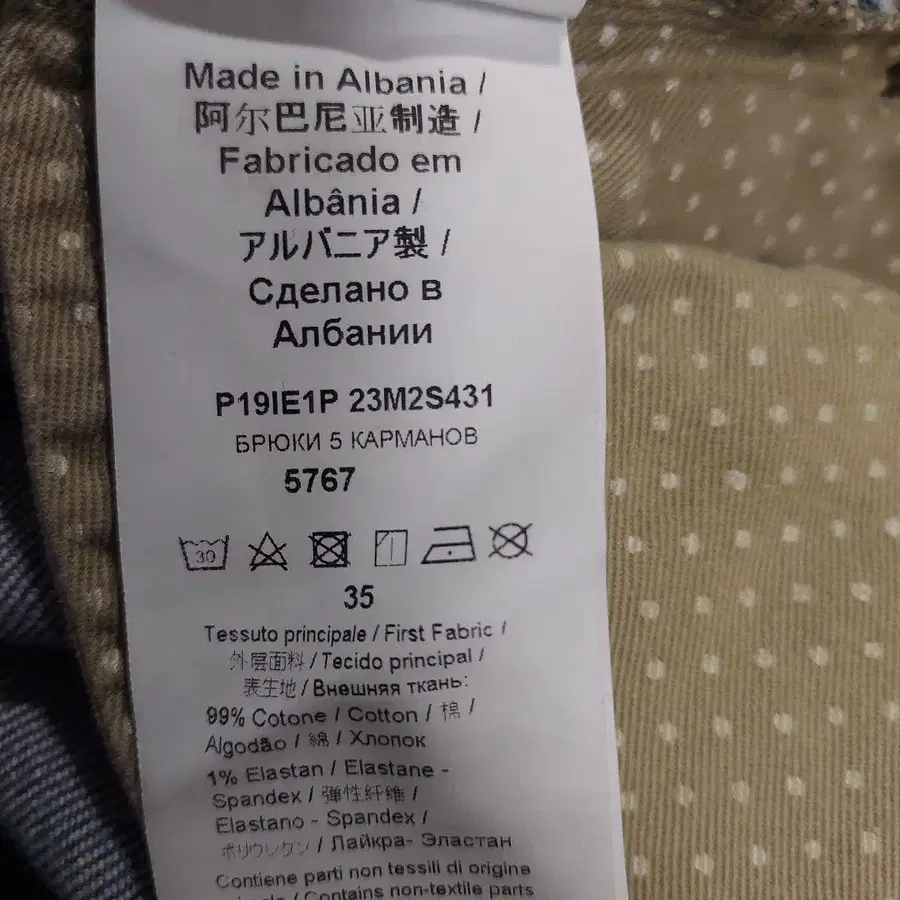 Made in Albania /
阿尔巴尼亚制造 /
Fabricado em
Albânia /
アルバニア製 /
Сделано в
Албании
P19IE1P 23M2S431
БРЮКИ 5 КАРМАНОВ
5767
30
35
Tessuto principale / First Fabric /
外层面料 / Tecido principal /
表生地 / Внешняя ткань:
99% Cotone / Cotton / 棉 /
Algodão / 綿 / Хлопок
1% Elastan / Elastane -
Spandex / 弹性纤维 /
Elastano - Spandex /
ポリウレタン / Лайкра- Эластан
Contiene parti non tessili di origine
/ Contains non-textile parts